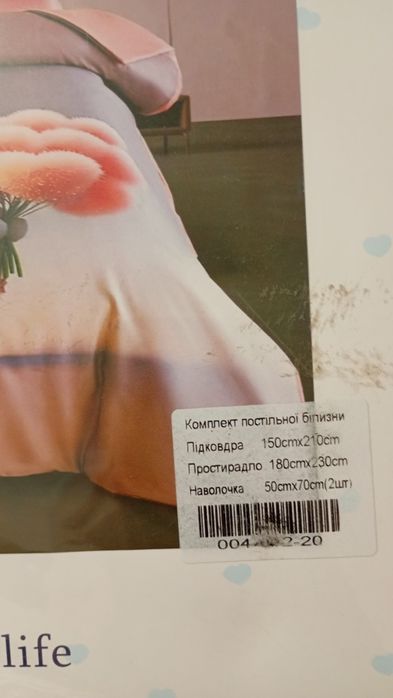 Комплект постільної білизни
Підковдра 150cmx210cm
Простирадло 180cmx230cm
Наволочка 50cmx70cm(2шт)
life